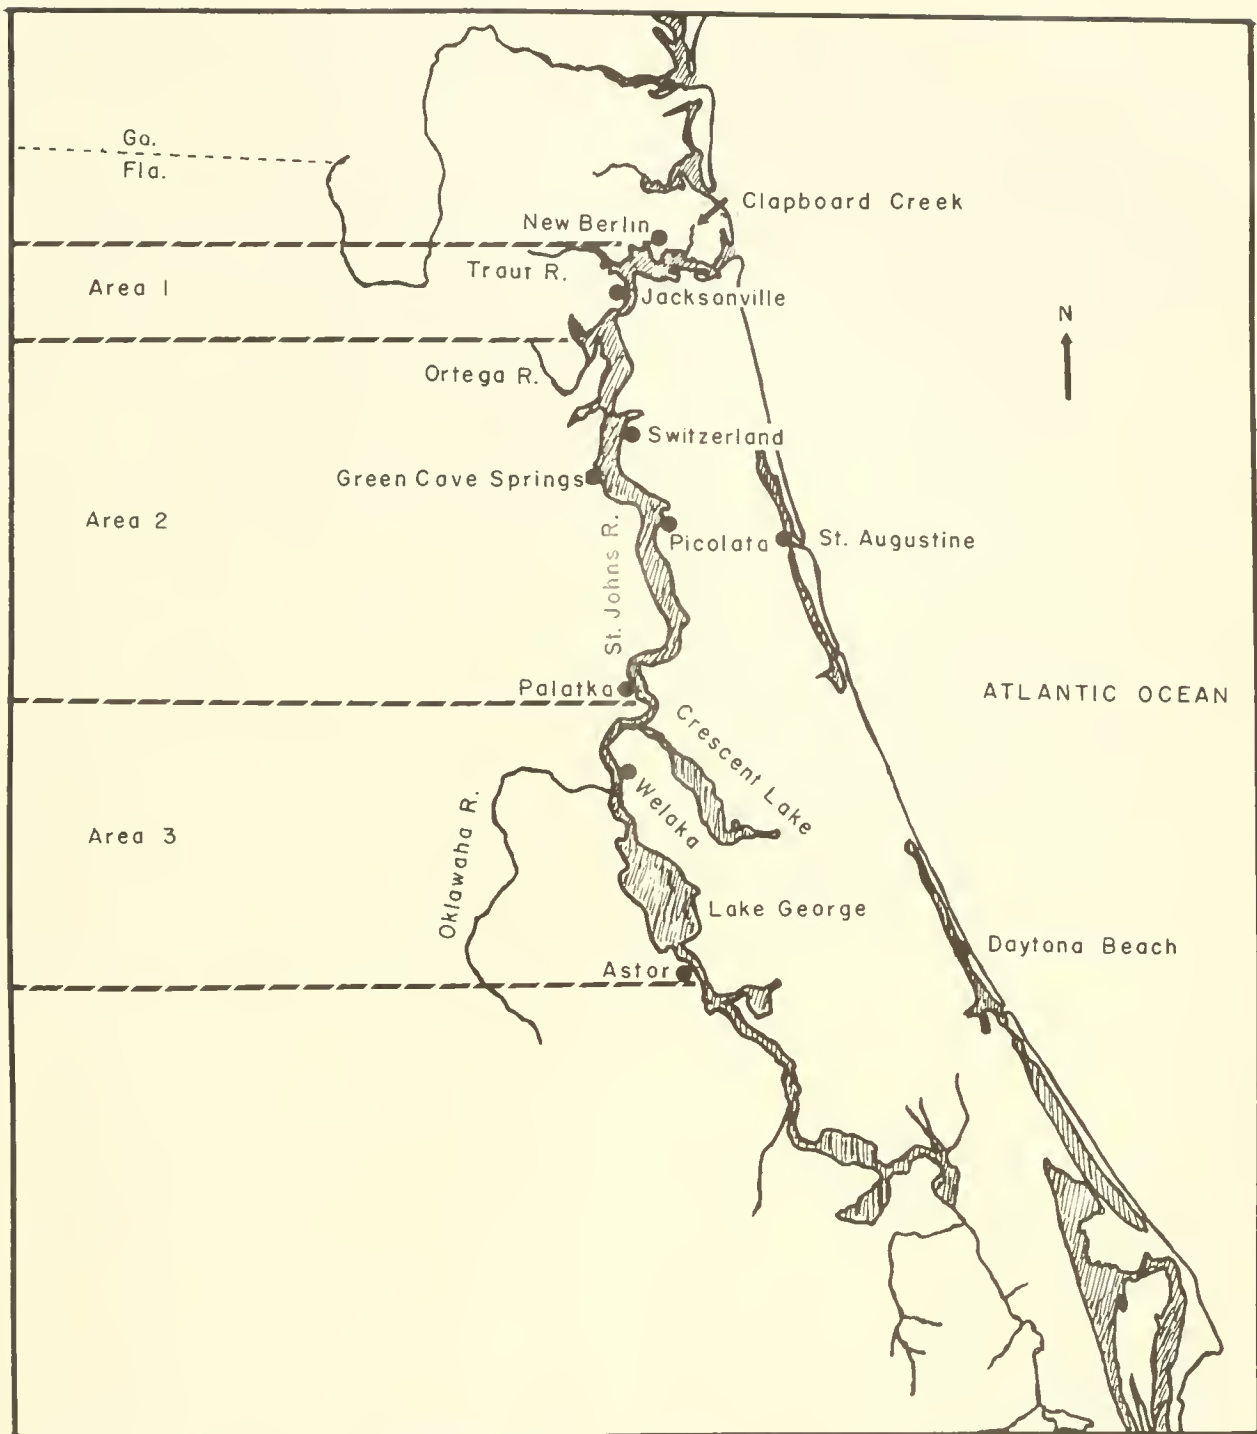 Ga.
Fla.
Clapboard Creek
New Berlin
Traut R.
Area 1
Jacksonville
N
Ortega R.
Switzerland
Green Cave Springs
Area 2
Picolata
St. Augustine
St. Johns R.
Palatka
ATLANTIC OCEAN
Crescent Lake
Welaka
Area 3
Oklawaha R.
Lake George
Daytona Beach
Astor